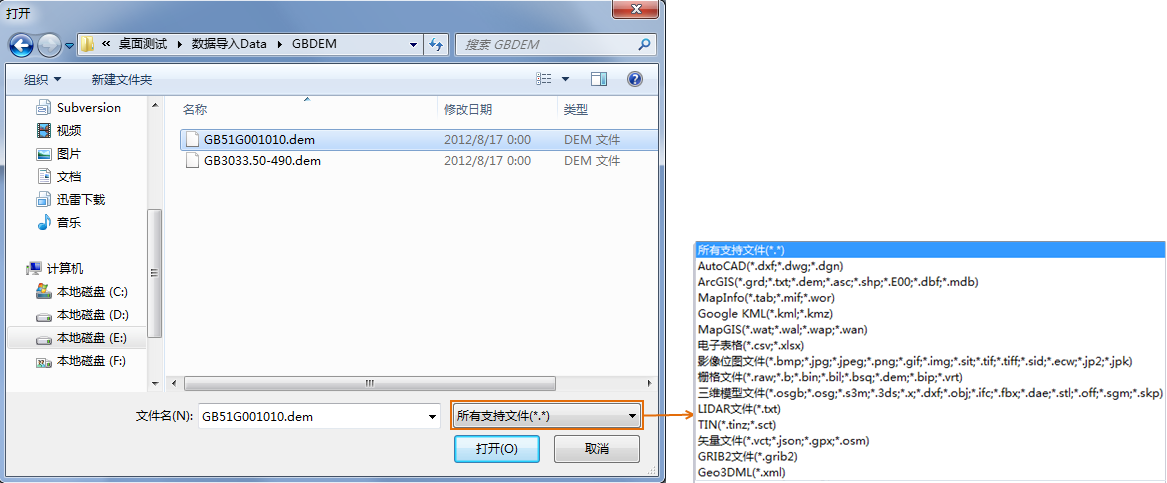 打开
« 桌面测试 ▸ 数据导入Data ▸ GBDEM
搜索 GBDEM
组织 新建文件夹
Subversion
视频
图片
文档
迅雷下载
音乐
计算机
本地磁盘 (C:)
本地磁盘 (D:)
本地磁盘 (E:)
本地磁盘 (F:)
名称 修改日期 类型
GB51G001010.dem 2012/8/17 0:00 DEM 文件
GB3033.50-490.dem 2012/8/17 0:00 DEM 文件
文件名(N): GB51G001010.dem 所有支持文件(*.*)
打开(O) 取消
所有支持文件(*.*)
AutoCAD(*.dxf;*.dwg;*.dgn)
ArcGIS(*.grd;*.txt;*.dem;*.asc;*.shp;*.E00;*.dbf;*.mdb)
MapInfo(*.tab;*.mif;*.wor)
Google KML(*.kml;*.kmz)
MapGIS(*.wat;*.wal;*.wap;*.wan)
电子表格(*.csv;*.xlsx)
影像位图文件(*.bmp;*.jpg;*.jpeg;*.png;*.gif;*.img;*.sit;*.tif;*.tiff;*.sid;*.ecw;*.jp2;*.jpk)
栅格文件(*.raw;*.b;*.bin;*.bil;*.bsq;*.dem;*.bip;*.vrt)
三维模型文件(*.osgb;*.osg;*.s3m;*.3ds;*.x;*.dxf;*.obj;*.ifc;*.fbx;*.dae;*.stl;*.off;*.sgm;*.skp)
LIDAR文件(*.txt)
TIN(*.tinz;*.sct)
矢量文件(*.vct;*.json;*.gpx;*.osm)
GRIB2文件(*.grib2)
Geo3DML(*.xml)